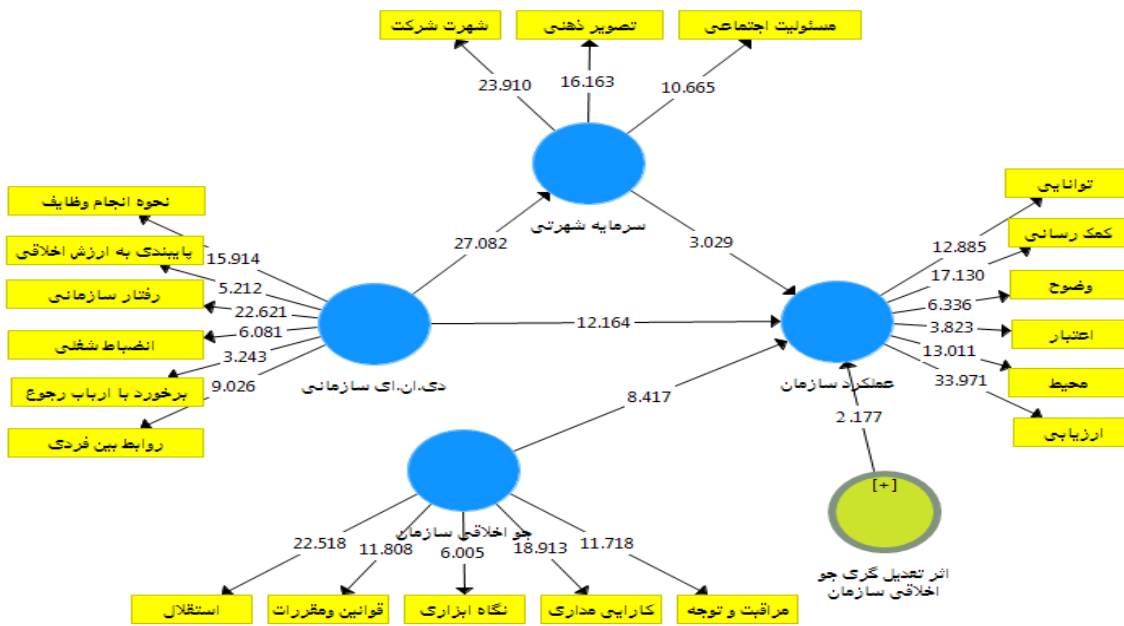 شهرت شرکت
تصویر ذهنی
مسئولیت اجتماعی
23.910
16.163
10.665
سرمایه شهرتی
27.082
3.029
نحوه انجام وظایف
پایبندی به ارزش اخلاقی
رفتار سازمانی
انضباط شغلی
برخورد با ارباب رجوع
روابط بین فردی
15.914
5.212
22.621
6.081
3.243
9.026
دی.ان.ای سازمانی
12.164
توانایی
کمک رسانی
وضوح
اعتبار
محیط
ارزیابی
12.885
17.130
6.336
3.823
13.011
33.971
عملکرد سازمان
8.417
2.177
[+]
اثر تعدیل گری جو
اخلاقی سازمان
جو اخلاقی سازمان
22.518
11.808
6.005
18.913
11.718
استقلال
قوانین ومقررات
نگاه ابزاری
کارایی مداری
مراقبت و توجه